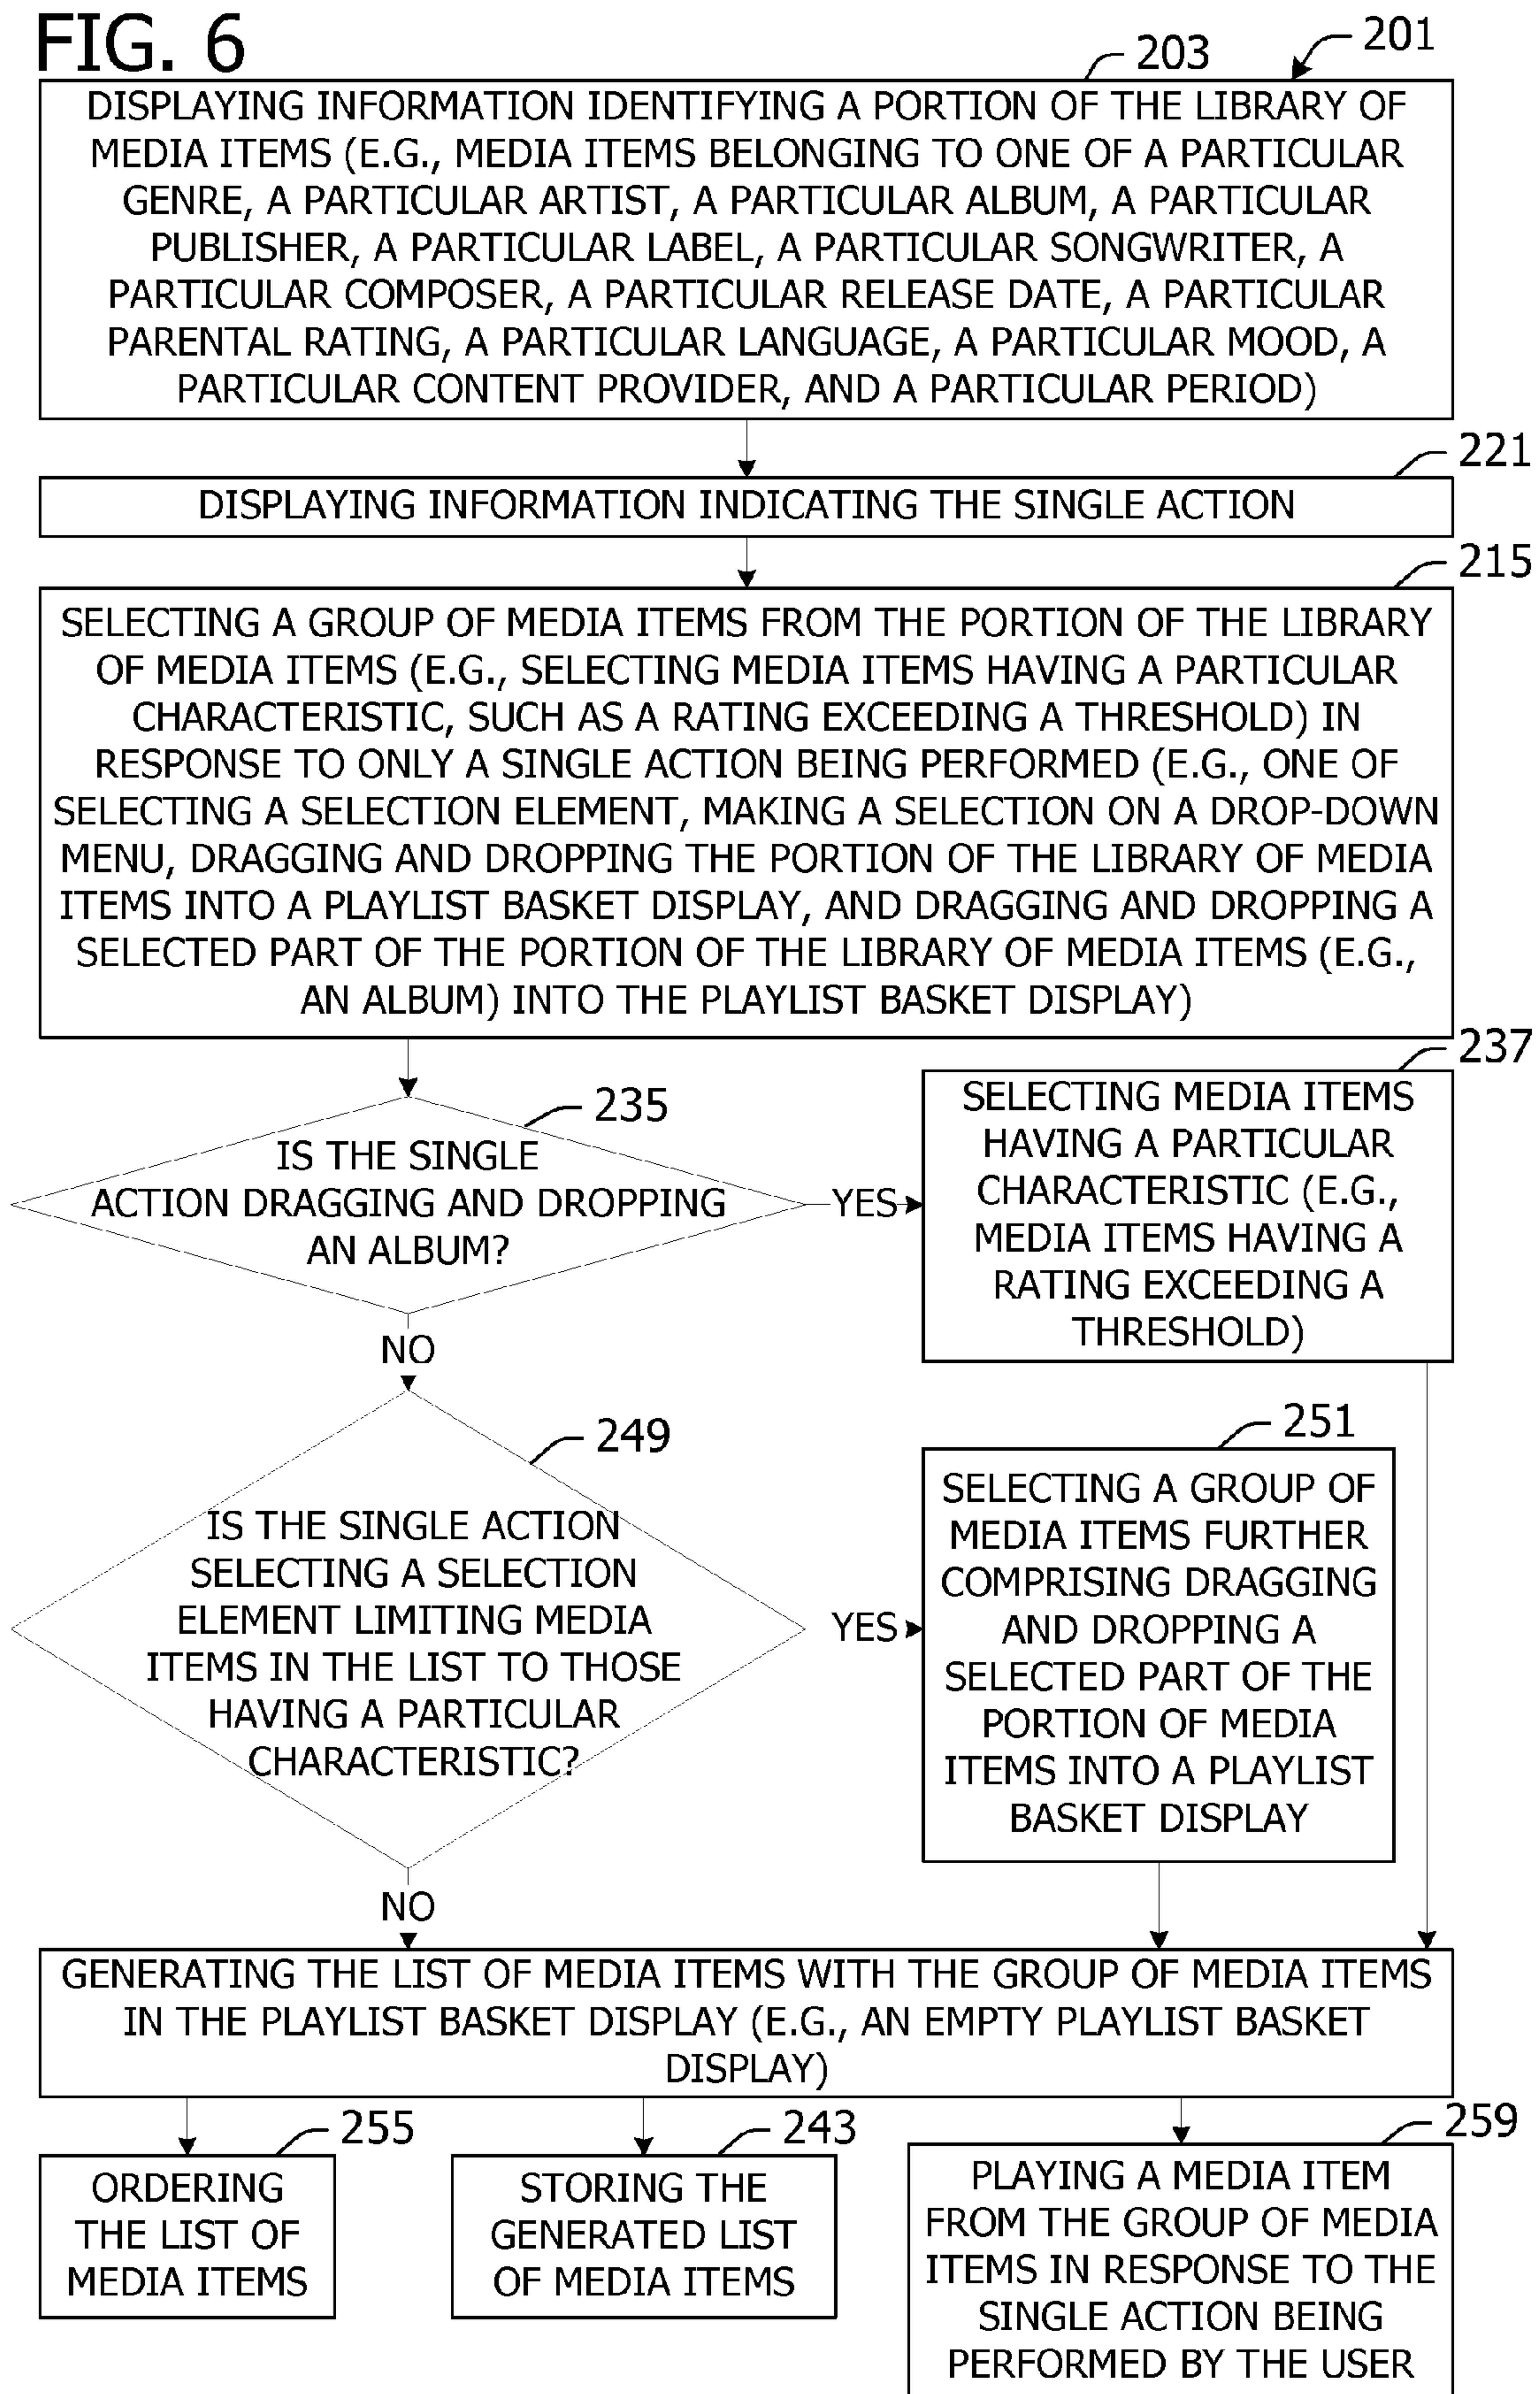 FIG. 6
203
201
DISPLAYING INFORMATION IDENTIFYING A PORTION OF THE LIBRARY OF
MEDIA ITEMS (E.G., MEDIA ITEMS BELONGING TO ONE OF A PARTICULAR
GENRE, A PARTICULAR ARTIST, A PARTICULAR ALBUM, A PARTICULAR
PUBLISHER, A PARTICULAR LABEL, A PARTICULAR SONGWRITER, A
PARTICULAR COMPOSER, A PARTICULAR RELEASE DATE, A PARTICULAR
PARENTAL RATING, A PARTICULAR LANGUAGE, A PARTICULAR MOOD, A
PARTICULAR CONTENT PROVIDER, AND A PARTICULAR PERIOD)
221
DISPLAYING INFORMATION INDICATING THE SINGLE ACTION
215
SELECTING A GROUP OF MEDIA ITEMS FROM THE PORTION OF THE LIBRARY
OF MEDIA ITEMS (E.G., SELECTING MEDIA ITEMS HAVING A PARTICULAR
CHARACTERISTIC, SUCH AS A RATING EXCEEDING A THRESHOLD) IN
RESPONSE TO ONLY A SINGLE ACTION BEING PERFORMED (E.G., ONE OF
SELECTING A SELECTION ELEMENT, MAKING A SELECTION ON A DROP-DOWN
MENU, DRAGGING AND DROPPING THE PORTION OF THE LIBRARY OF MEDIA
ITEMS INTO A PLAYLIST BASKET DISPLAY, AND DRAGGING AND DROPPING A
SELECTED PART OF THE PORTION OF THE LIBRARY OF MEDIA ITEMS (E.G.,
AN ALBUM) INTO THE PLAYLIST BASKET DISPLAY)
235
IS THE SINGLE
ACTION DRAGGING AND DROPPING
AN ALBUM?
YES
NO
237
SELECTING MEDIA ITEMS
HAVING A PARTICULAR
CHARACTERISTIC (E.G.,
MEDIA ITEMS HAVING A
RATING EXCEEDING A
THRESHOLD)
249
IS THE SINGLE ACTION
SELECTING A SELECTION
ELEMENT LIMITING MEDIA
ITEMS IN THE LIST TO THOSE
HAVING A PARTICULAR
CHARACTERISTIC?
YES
NO
251
SELECTING A GROUP OF
MEDIA ITEMS FURTHER
COMPRISING DRAGGING
AND DROPPING A
SELECTED PART OF THE
PORTION OF MEDIA
ITEMS INTO A PLAYLIST
BASKET DISPLAY
GENERATING THE LIST OF MEDIA ITEMS WITH THE GROUP OF MEDIA ITEMS
IN THE PLAYLIST BASKET DISPLAY (E.G., AN EMPTY PLAYLIST BASKET
DISPLAY)
255
ORDERING
THE LIST OF
MEDIA ITEMS
243
STORING THE
GENERATED LIST
OF MEDIA ITEMS
259
PLAYING A MEDIA ITEM
FROM THE GROUP OF MEDIA
ITEMS IN RESPONSE TO THE
SINGLE ACTION BEING
PERFORMED BY THE USER